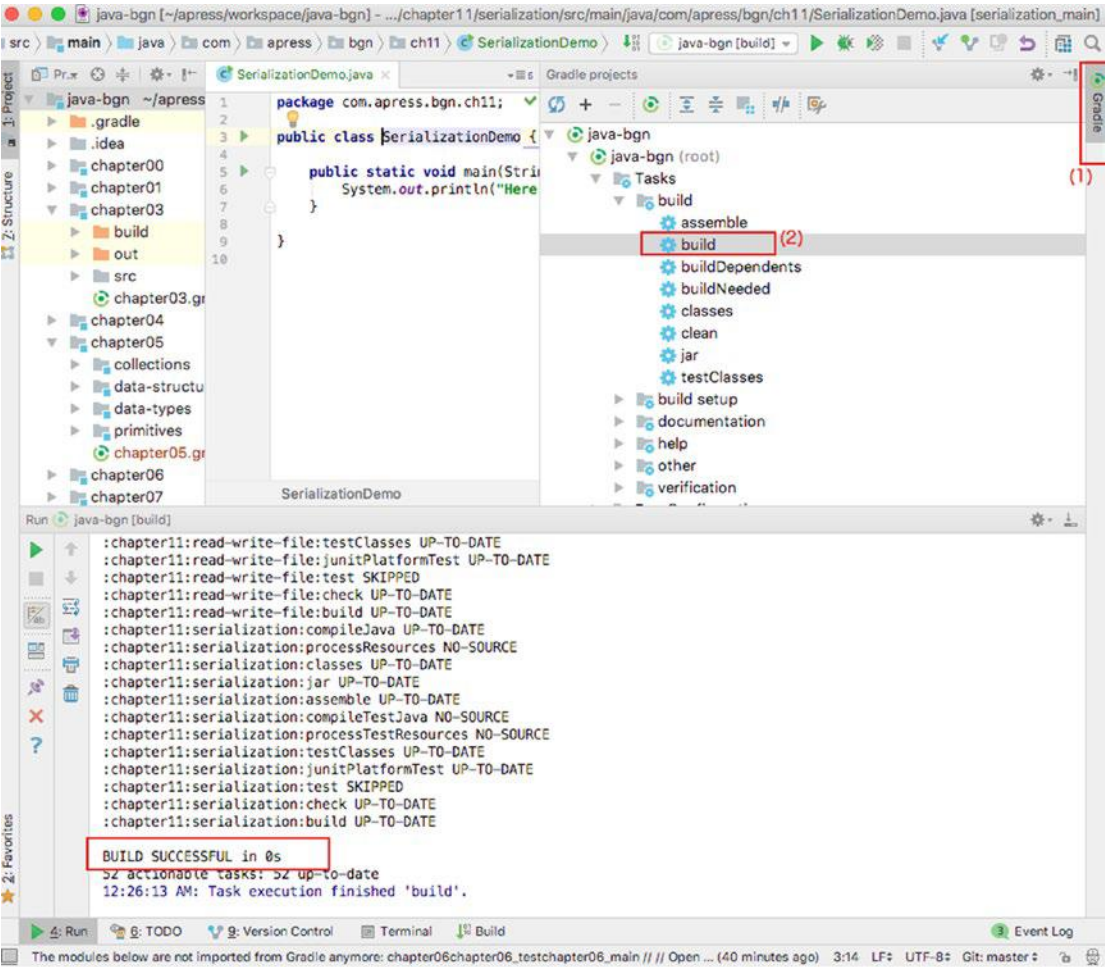 java-bgn [~/apress/workspace/java-bgn] - .../chapter11/serialization/src/main/java/com/apress/bgn/ch11/SerializationDemo.java [serialization_main]
src main java com apress bgn ch11 SerializationDemo java-bgn [build]
1: Project
Z: Structure
2: Favorites
Pr..
java-bgn ~/apress
.gradle
.idea
chapter00
chapter01
chapter03
build
out
src
chapter03.gr
chapter04
chapter05
collections
data-structu
data-types
primitives
chapter05.gr
chapter06
chapter07
SerializationDemo.java
1 package com.apress.bgn.ch11;
2
3 public class SerializationDemo {
4
5 public static void main(Stri
6 System.out.println("Here
7 }
8
9 }
10
SerializationDemo
Gradle projects
java-bgn
java-bgn (root)
Tasks
build
assemble
build (2)
buildDependents
buildNeeded
classes
clean
jar
testClasses
build setup
documentation
help
other
verification
Gradle
(1)
Run java-bgn [build]
:chapter11:read-write-file:testClasses UP-TO-DATE
:chapter11:read-write-file:junitPlatformTest UP-TO-DATE
:chapter11:read-write-file:test SKIPPED
:chapter11:read-write-file:check UP-TO-DATE
:chapter11:read-write-file:build UP-TO-DATE
:chapter11:serialization:compileJava UP-TO-DATE
:chapter11:serialization:processResources NO-SOURCE
:chapter11:serialization:classes UP-TO-DATE
:chapter11:serialization:jar UP-TO-DATE
:chapter11:serialization:assemble UP-TO-DATE
:chapter11:serialization:compileTestJava NO-SOURCE
:chapter11:serialization:processTestResources NO-SOURCE
:chapter11:serialization:testClasses UP-TO-DATE
:chapter11:serialization:junitPlatformTest UP-TO-DATE
:chapter11:serialization:test SKIPPED
:chapter11:serialization:check UP-TO-DATE
:chapter11:serialization:build UP-TO-DATE
BUILD SUCCESSFUL in 0s
52 actionable tasks: 52 up-to-date
12:26:13 AM: Task execution finished 'build'.
4: Run 6: TODO 9: Version Control Terminal Build 3 Event Log
The modules below are not imported from Gradle anymore: chapter06chapter06_testchapter06_main // // Open ... (40 minutes ago) 3:14 LF÷ UTF-8÷ Git: master ÷